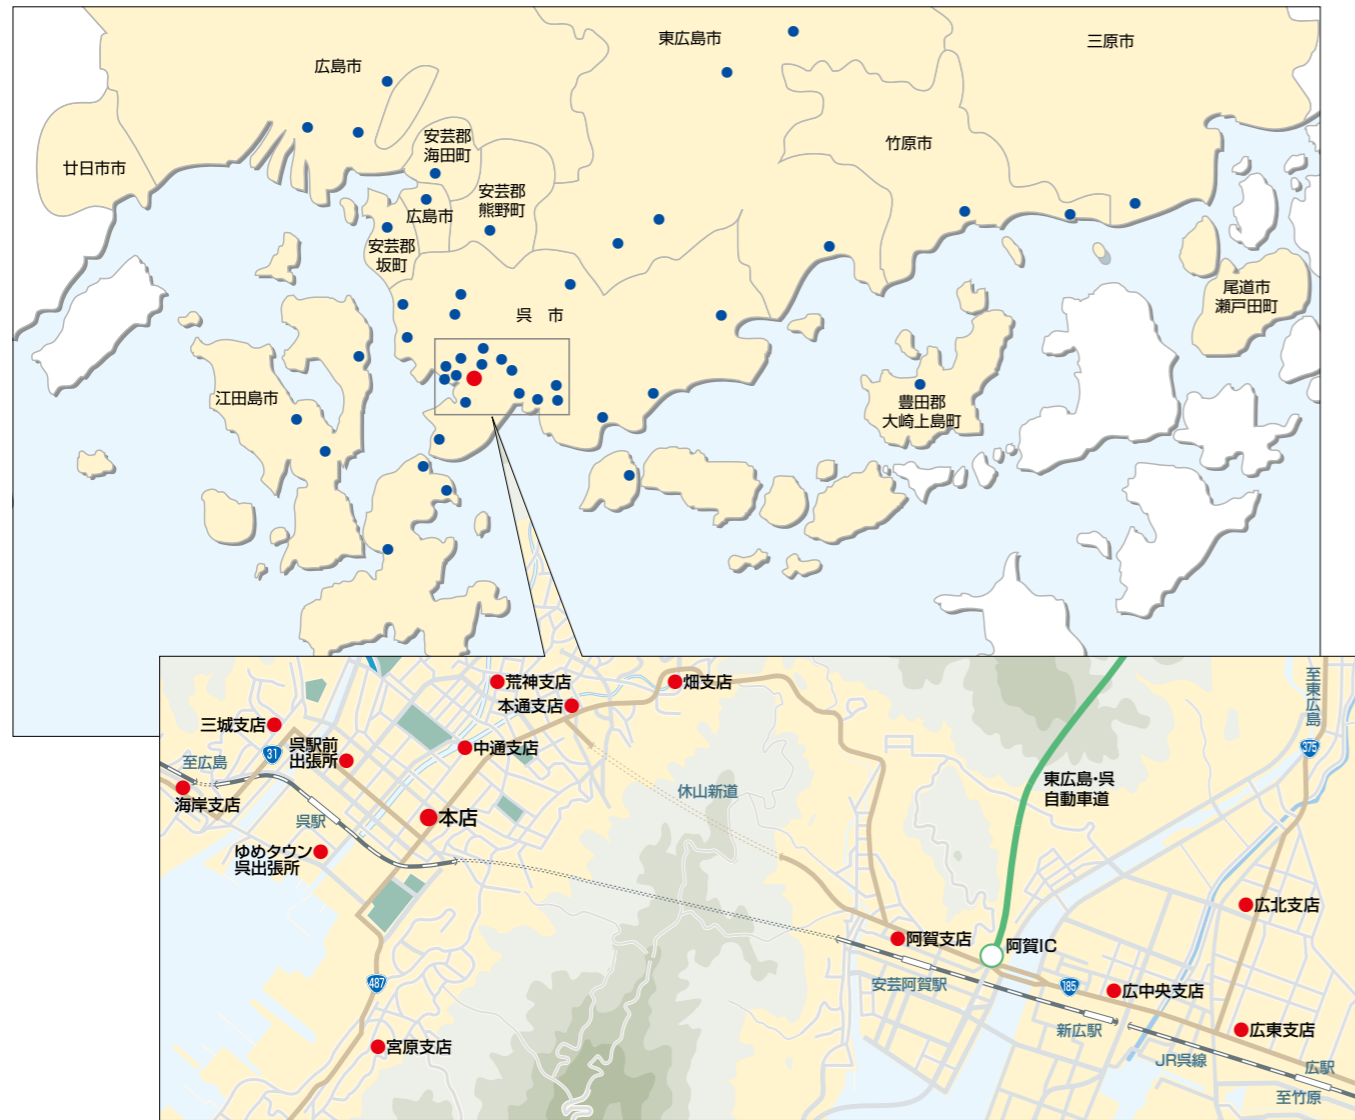 東広島市
三原市
広島市
安芸郡
海田町
竹原市
廿日市市
安芸郡
熊野町
広島市
安芸郡
坂町
尾道市
瀬戸田町
呉 市
江田島市
豊田郡
大崎上島町
荒神支店
畑支店
本通支店
至東広島
三城支店
呉駅前
出張所
中通支店
31
375
至広島
東広島・呉
自動車道
休山新道
海岸支店
呉駅
本店
ゆめタウン
呉出張所
広北支店
阿賀支店
阿賀IC
487
安芸阿賀駅
185
広中央支店
新広駅
広東支店
宮原支店
JR呉線
広駅
至竹原